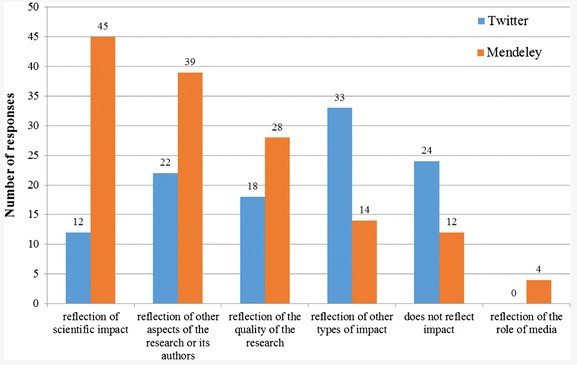 50
45
40
35
30
25
20
15
10
5
0
Number of responses
Twitter
Mendeley
12
45
22
39
18
28
33
14
24
12
0
4
reflection of
scientific impact
reflection of other
aspects of the
research or its
authors
reflection of the
quality of the
research
reflection of other
types of impact
does not reflect
impact
reflection of the
role of media